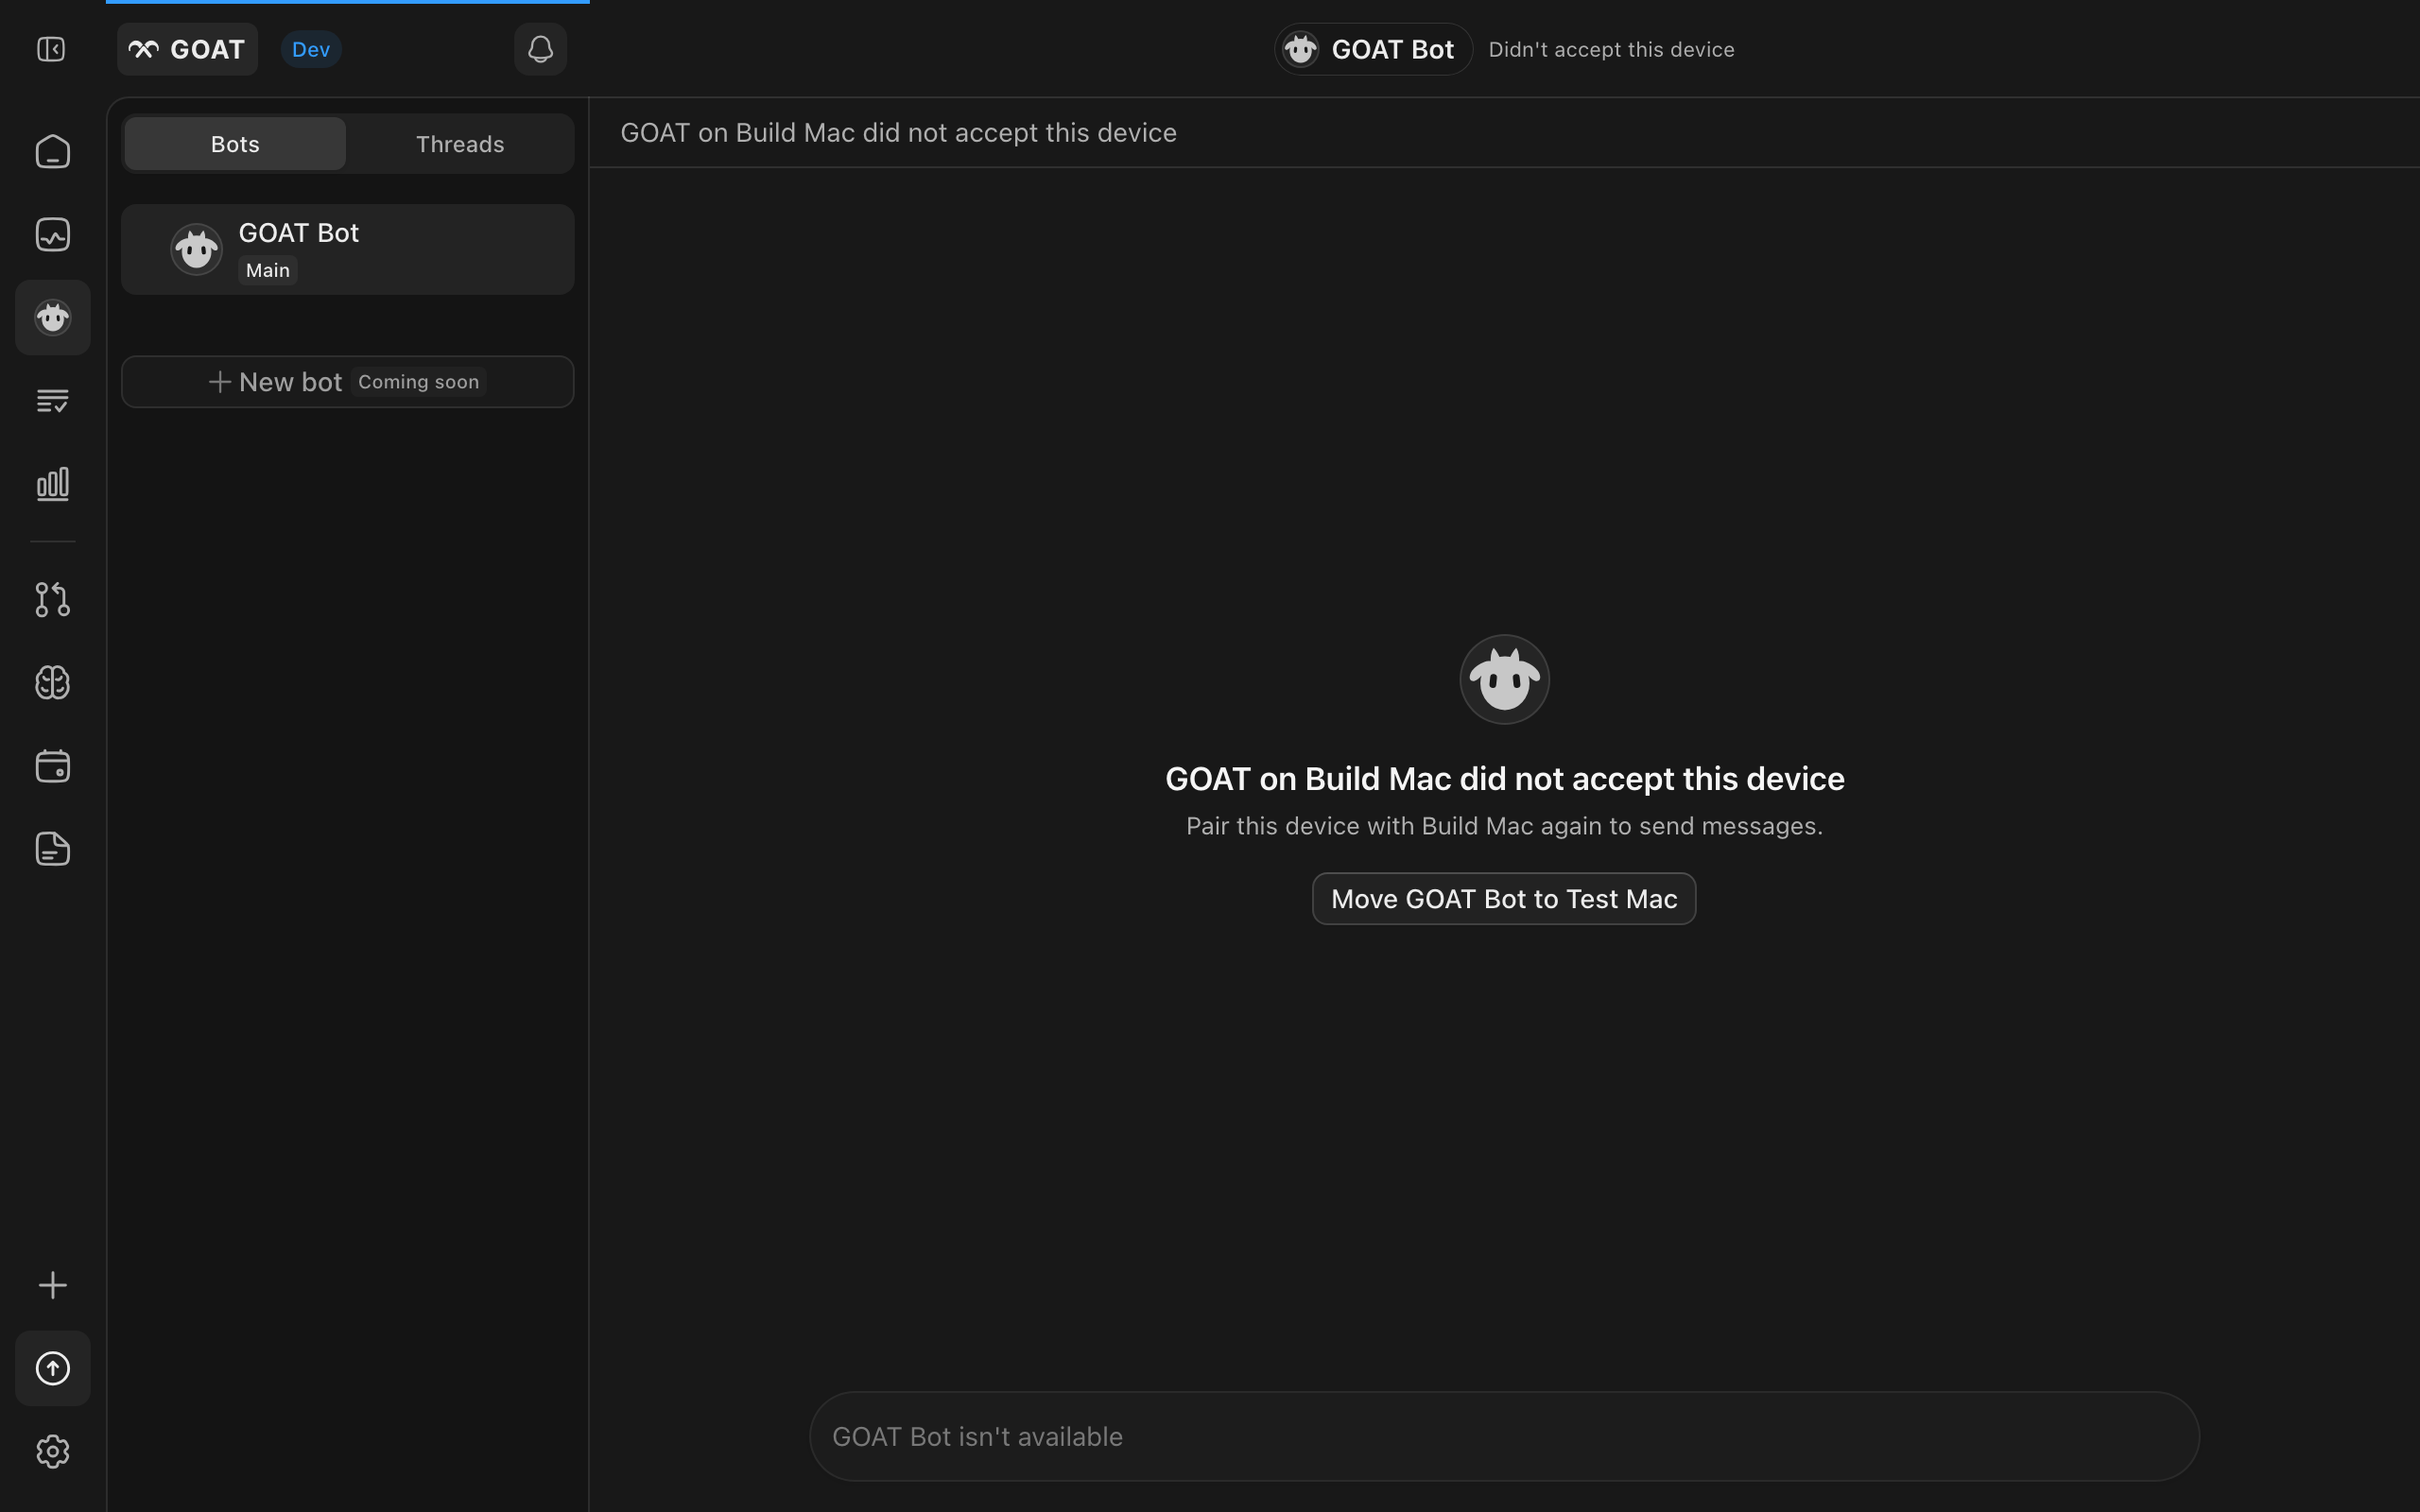 GOAT
Dev
GOAT Bot
Didn't accept this device
Bots
Threads
GOAT on Build Mac did not accept this device
GOAT Bot
Main
New bot
Coming soon
GOAT on Build Mac did not accept this device
Pair this device with Build Mac again to send messages.
Move GOAT Bot to Test Mac
GOAT Bot isn't available